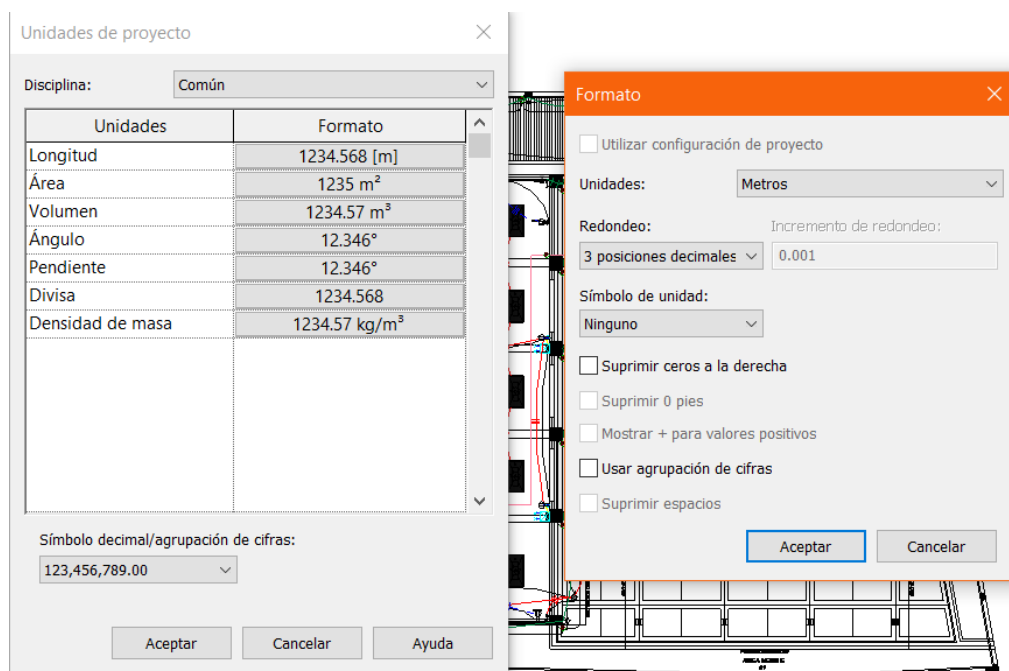 Unidades de proyecto
Disciplina: Común
Unidades Formato
Longitud 1234.568 [m]
Área 1235 m²
Volumen 1234.57 m³
Ángulo 12.346°
Pendiente 12.346°
Divisa 1234.568
Densidad de masa 1234.57 kg/m³
Símbolo decimal/agrupación de cifras:
123,456,789.00
Aceptar Cancelar Ayuda
Formato
Utilizar configuración de proyecto
Unidades: Metros
Redondeo: Incremento de redondeo:
3 posiciones decimales 0.001
Símbolo de unidad:
Ninguno
Suprimir ceros a la derecha
Suprimir 0 pies
Mostrar + para valores positivos
Usar agrupación de cifras
Suprimir espacios
Aceptar Cancelar